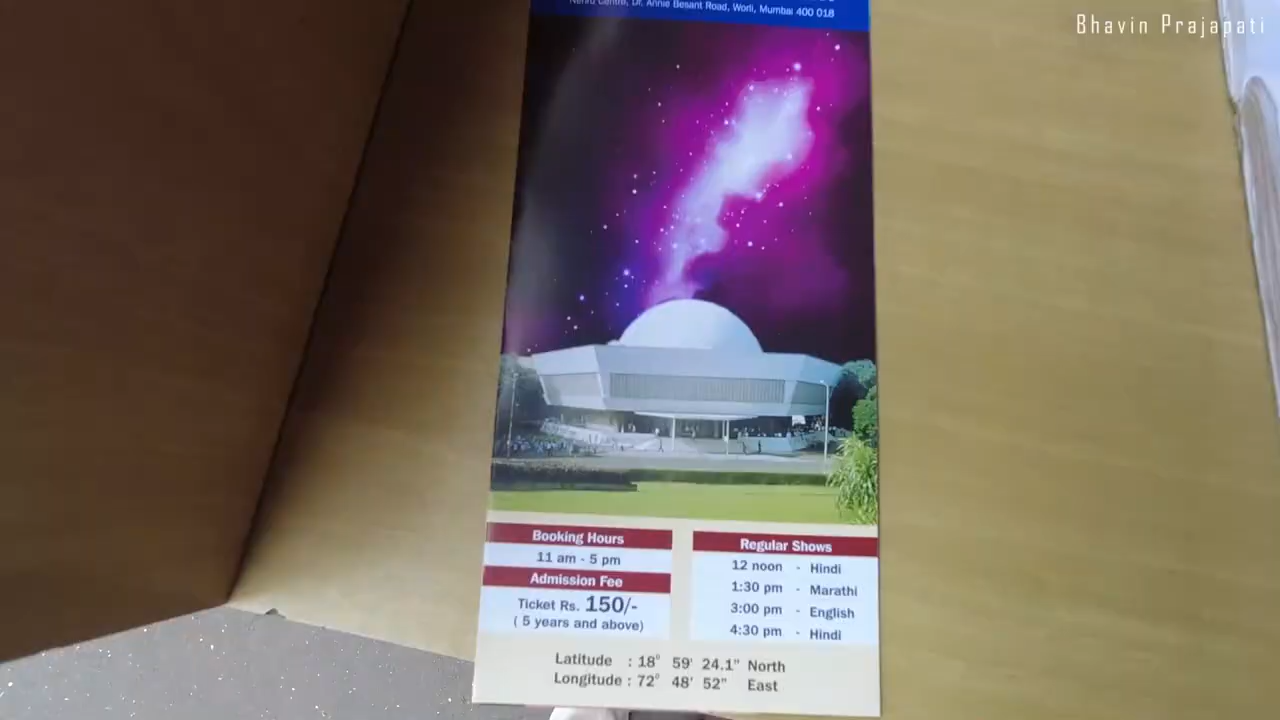 Nehru Centre, Dr. Annie Besant Road, Worli, Mumbai 400 018
Bhavin Prajapati
Booking Hours
11 am - 5 pm
Admission Fee
Ticket Rs. 150/-
( 5 years and above)
Regular Shows
12 noon - Hindi
1:30 pm - Marathi
3:00 pm - English
4:30 pm - Hindi
Latitude : 18° 59' 24.1" North
Longitude : 72° 48' 52" East